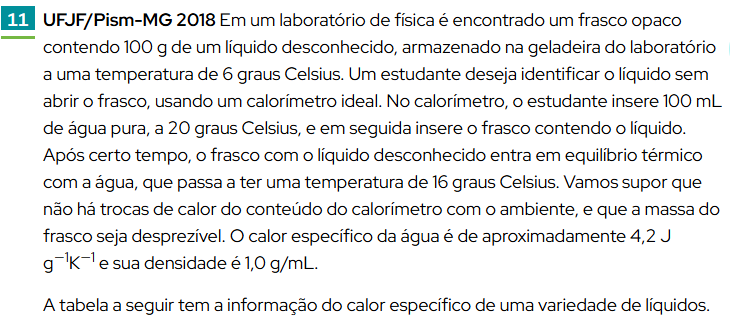 11 UFJF/Pism-MG 2018 Em um laboratório de física é encontrado um frasco opaco
contendo 100 g de um líquido desconhecido, armazenado na geladeira do laboratório
a uma temperatura de 6 graus Celsius. Um estudante deseja identificar o líquido sem
abrir o frasco, usando um calorímetro ideal. No calorímetro, o estudante insere 100 mL
de água pura, a 20 graus Celsius, e em seguida insere o frasco contendo o líquido.
Após certo tempo, o frasco com o líquido desconhecido entra em equilíbrio térmico
com a água, que passa a ter uma temperatura de 16 graus Celsius. Vamos supor que
não há trocas de calor do conteúdo do calorímetro com o ambiente, e que a massa do
frasco seja desprezível. O calor específico da água é de aproximadamente 4,2 J
g⁻¹K⁻¹ e sua densidade é 1,0 g/mL.
A tabela a seguir tem a informação do calor específico de uma variedade de líquidos.